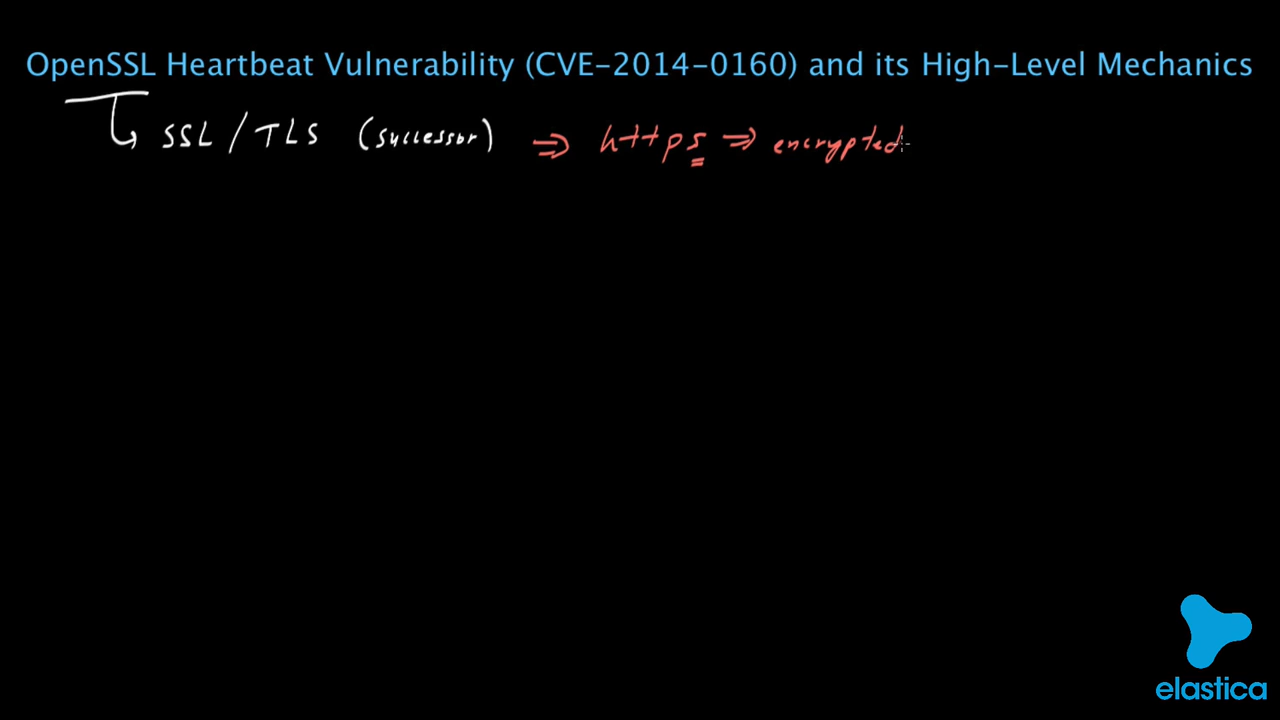 OpenSSL Heartbeat Vulnerability (CVE-2014-0160) and its High-Level Mechanics
SSL / TLS (successor) ⇒ https ⇒ encrypted
elastica